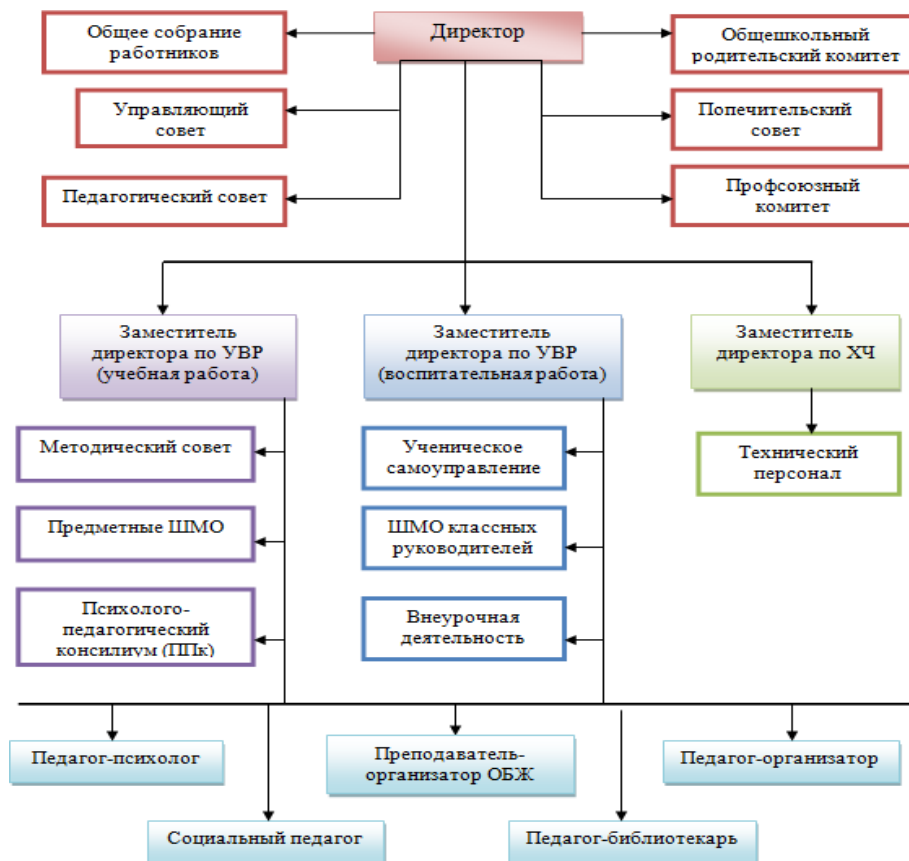 Общее собрание
работников
Директор
Общешкольный
родительский комитет
Управляющий
совет
Попечительский
совет
Педагогический совет
Профсоюзный
комитет
Заместитель
директора по УВР
(учебная работа)
Заместитель
директора по УВР
(воспитательная работа)
Заместитель
директора по ХЧ
Методический совет
Ученическое
самоуправление
Технический
персонал
Предметные ШМО
ШМО классных
руководителей
Психолого-
педагогический
консилиум (ППк)
Внеурочная
деятельность
Педагог-психолог
Преподаватель-
организатор ОБЖ
Педагог-организатор
Социальный педагог
Педагог-библиотекарь